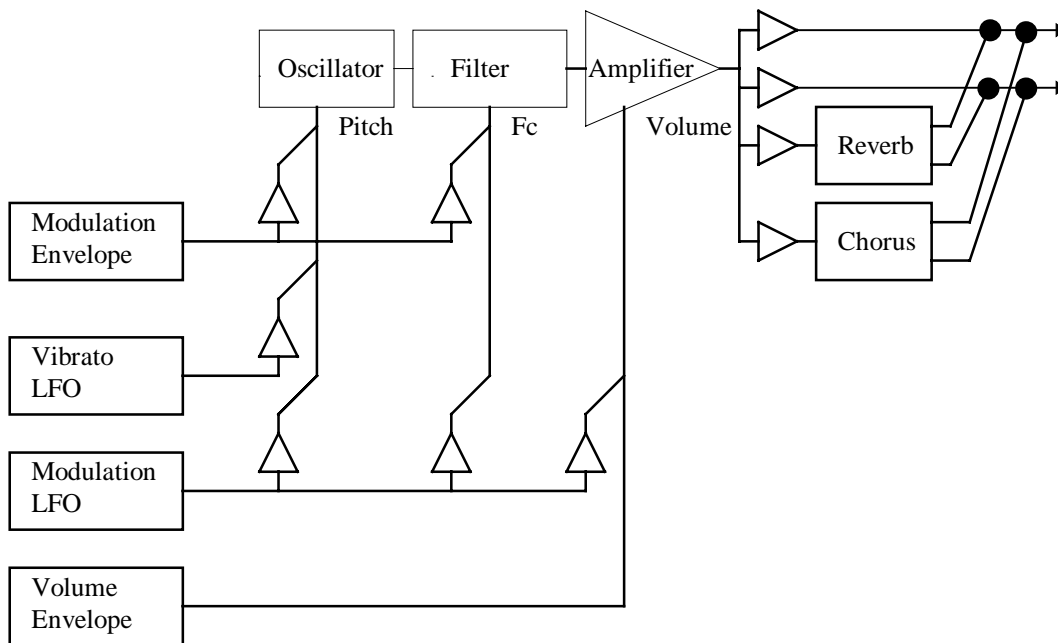 Oscillator
Filter
Amplifier
Pitch
Fc
Volume
Reverb
Chorus
Modulation
Envelope
Vibrato
LFO
Modulation
LFO
Volume
Envelope